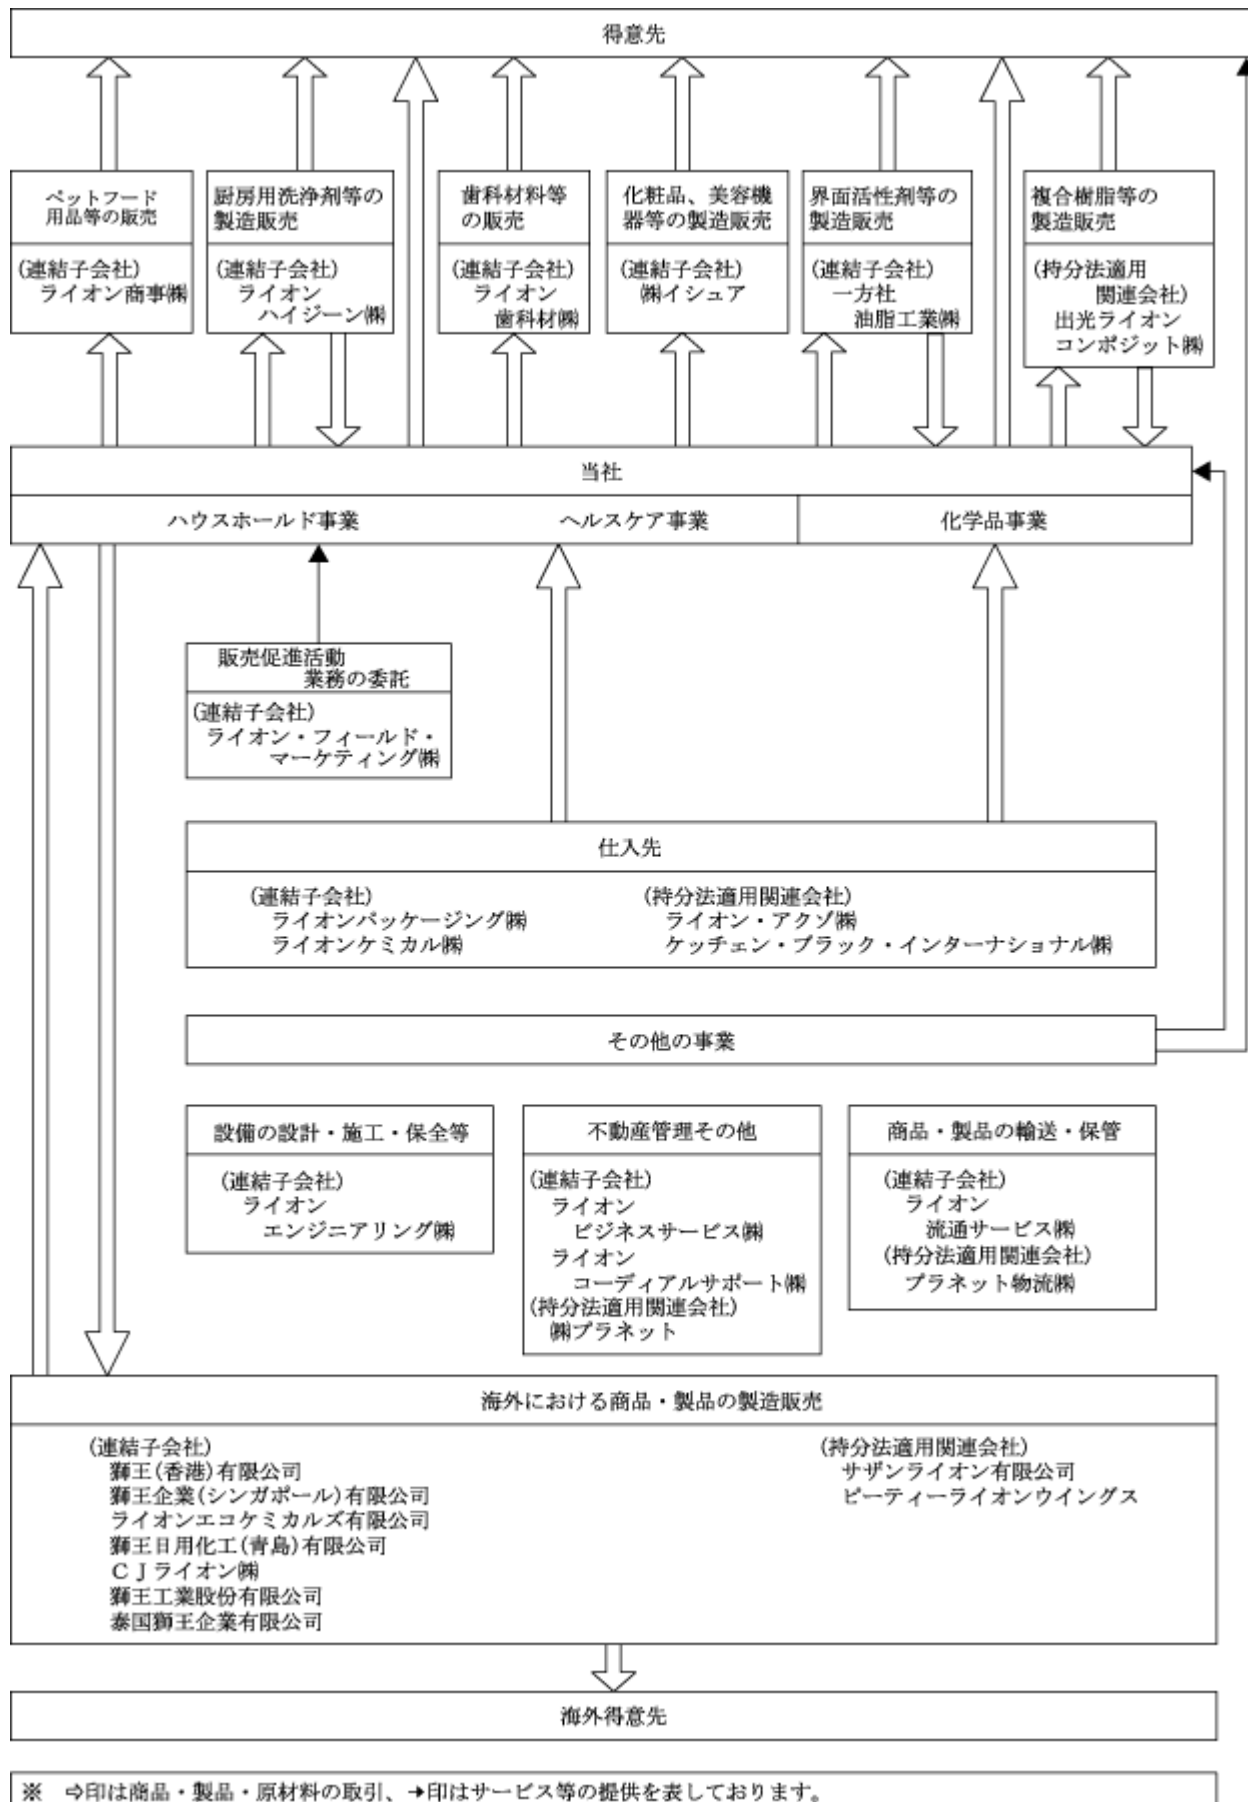 得意先
ペットフード
用品等の販売
(連結子会社)
ライオン商事㈱
厨房用洗浄剤等の
製造販売
(連結子会社)
ライオン
ハイジーン㈱
歯科材料等
の販売
(連結子会社)
ライオン
歯科材㈱
化粧品、美容機
器等の製造販売
(連結子会社)
㈱イシュア
界面活性剤等の
製造販売
(連結子会社)
一方社
油脂工業㈱
複合樹脂等の
製造販売
(持分法適用
関連会社)
出光ライオン
コンポジット㈱
当社
ハウスホールド事業
ヘルスケア事業
化学品事業
販売促進活動
業務の委託
(連結子会社)
ライオン・フィールド・
マーケティング㈱
仕入先
(連結子会社)
ライオンパッケージング㈱
ライオンケミカル㈱
(持分法適用関連会社)
ライオン・アクゾ㈱
ケッチェン・ブラック・インターナショナル㈱
その他の事業
設備の設計・施工・保全等
(連結子会社)
ライオン
エンジニアリング㈱
不動産管理その他
(連結子会社)
ライオン
ビジネスサービス㈱
ライオン
コーディアルサポート㈱
(持分法適用関連会社)
㈱プラネット
商品・製品の輸送・保管
(連結子会社)
ライオン
流通サービス㈱
(持分法適用関連会社)
プラネット物流㈱
海外における商品・製品の製造販売
(連結子会社)
獅王(香港)有限公司
獅王企業(シンガポール)有限公司
ライオンエコケミカルズ有限公司
獅王日用化工(青島)有限公司
ＣＪライオン㈱
獅王工業股份有限公司
泰国獅王企業有限公司
(持分法適用関連会社)
サザンライオン有限公司
ピーティーライオンウイングス
海外得意先
※　⇨印は商品・製品・原材料の取引、→印はサービス等の提供を表しております。